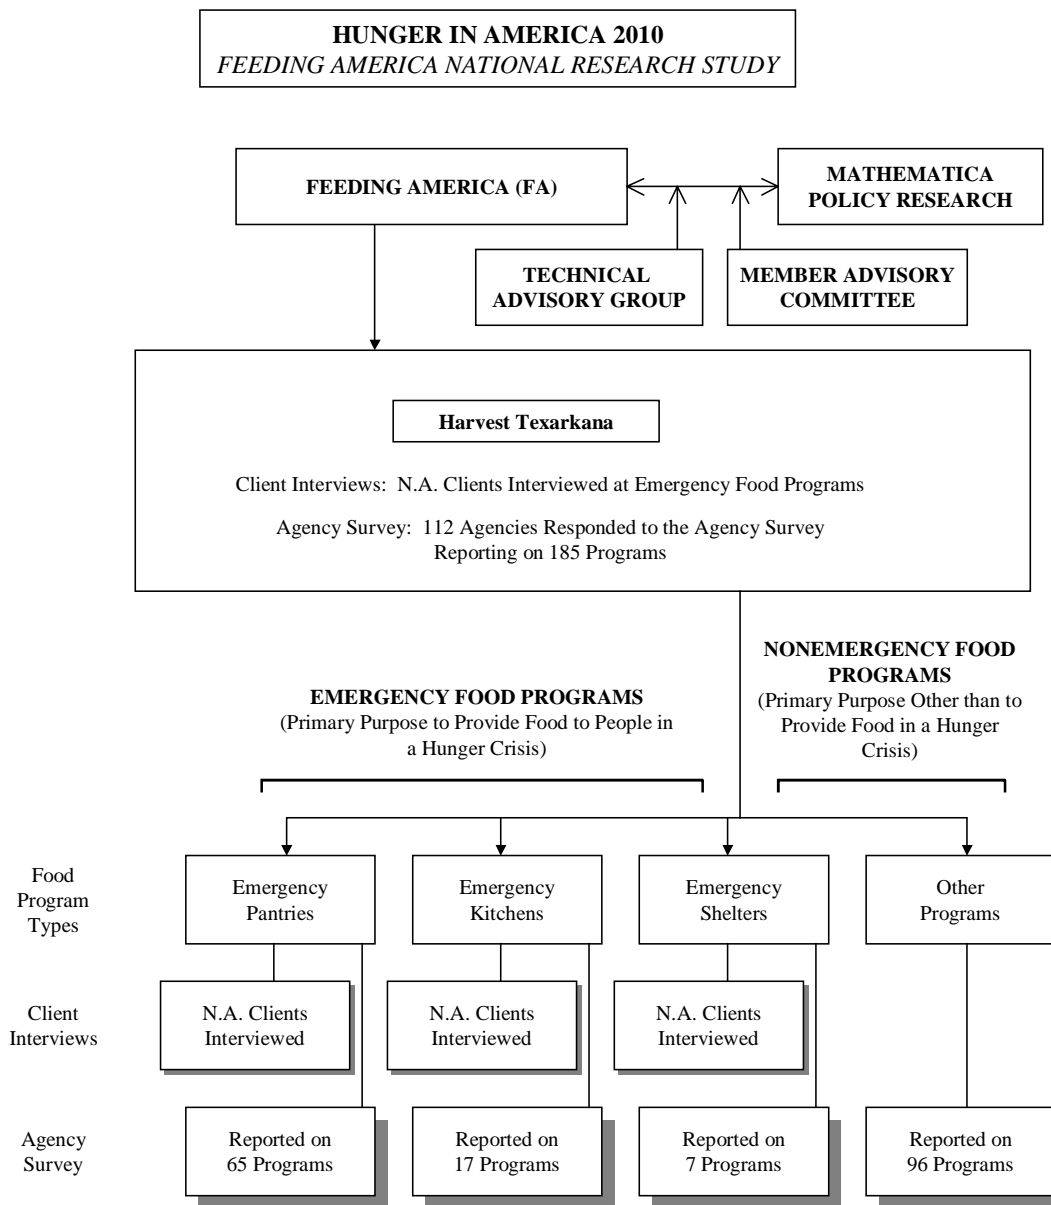 HUNGER IN AMERICA 2010
FEEDING AMERICA NATIONAL RESEARCH STUDY
FEEDING AMERICA (FA)
MATHEMATICA
POLICY RESEARCH
TECHNICAL
ADVISORY GROUP
MEMBER ADVISORY
COMMITTEE
Harvest Texarkana
Client Interviews:  N.A. Clients Interviewed at Emergency Food Programs
Agency Survey:  112 Agencies Responded to the Agency Survey
Reporting on 185 Programs
EMERGENCY FOOD PROGRAMS
(Primary Purpose to Provide Food to People in
a Hunger Crisis)
NONEMERGENCY FOOD
PROGRAMS
(Primary Purpose Other than to
Provide Food in a Hunger
Crisis)
Food
Program
Types
Emergency
Pantries
Emergency
Kitchens
Emergency
Shelters
Other
Programs
Client
Interviews
N.A. Clients
Interviewed
N.A. Clients
Interviewed
N.A. Clients
Interviewed
Agency
Survey
Reported on
65 Programs
Reported on
17 Programs
Reported on
7 Programs
Reported on
96 Programs